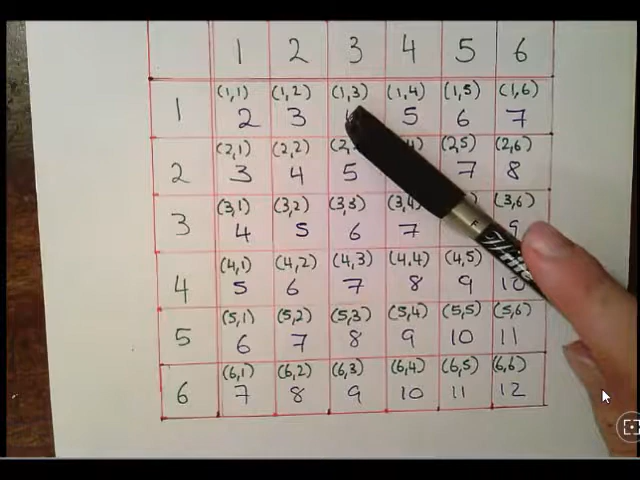 1 2 3 4 5 6
(1,1) (1,2) (1,3) (1,4) (1,5) (1,6)
1 2 3 5 6 7
(2,1) (2,2) (2,5) (2,6)
2 3 4 5 7 8
(3,1) (3,2) (3,3) (3,4) (3,6)
3 4 5 6 7 9
(4,1) (4,2) (4,3) (4,4) (4,5)
4 5 6 7 8 9 10
(5,1) (5,2) (5,3) (5,4) (5,5) (5,6)
5 6 7 8 9 10 11
(6,1) (6,2) (6,3) (6,4) (6,5) (6,6)
6 7 8 9 10 11 12